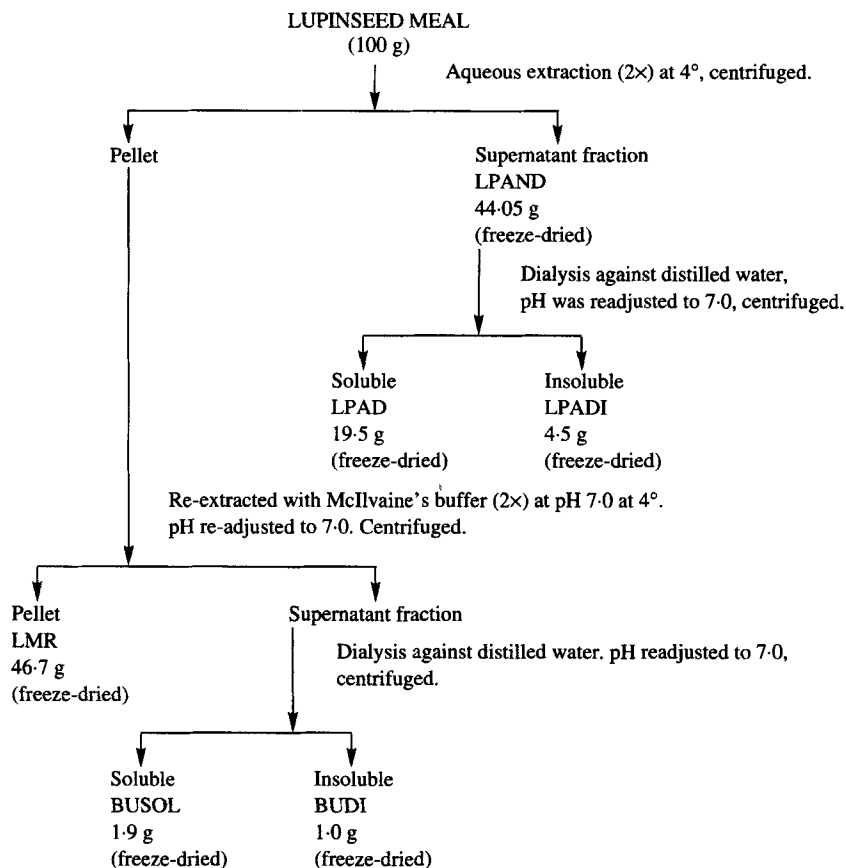 LUPINSEED MEAL
(100 g)
Aqueous extraction (2×) at 4°, centrifuged.
Pellet
Supernatant fraction
LPAND
44·05 g
(freeze-dried)
Dialysis against distilled water,
pH was readjusted to 7·0, centrifuged.
Soluble
LPAD
19·5 g
(freeze-dried)
Insoluble
LPADI
4·5 g
(freeze-dried)
Re-extracted with McIlvaine's buffer (2×) at pH 7·0 at 4°.
pH re-adjusted to 7·0. Centrifuged.
Pellet
LMR
46·7 g
(freeze-dried)
Supernatant fraction
Dialysis against distilled water. pH readjusted to 7·0,
centrifuged.
Soluble
BUSOL
1·9 g
(freeze-dried)
Insoluble
BUDI
1·0 g
(freeze-dried)